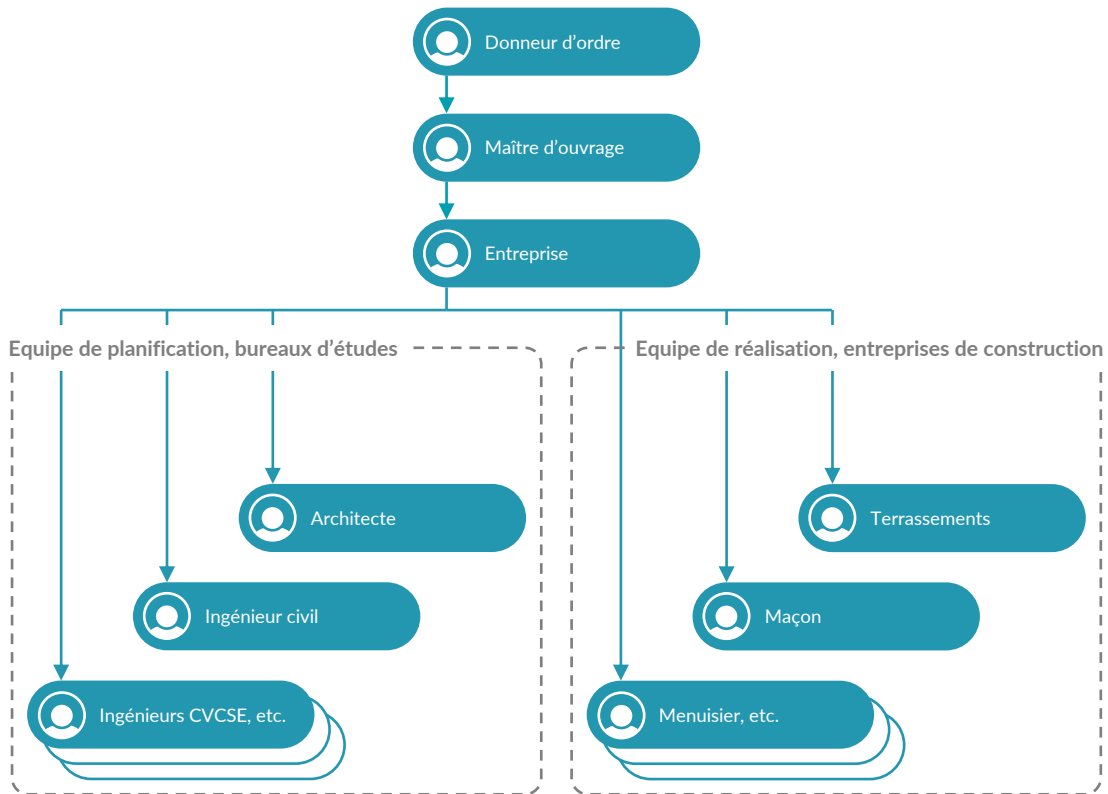 Donneur d’ordre
Maître d’ouvrage
Entreprise
Equipe de planification, bureaux d’études
Equipe de réalisation, entreprises de construction
Architecte
Terrassements
Ingénieur civil
Maçon
Ingénieurs CVCSE, etc.
Menuisier, etc.